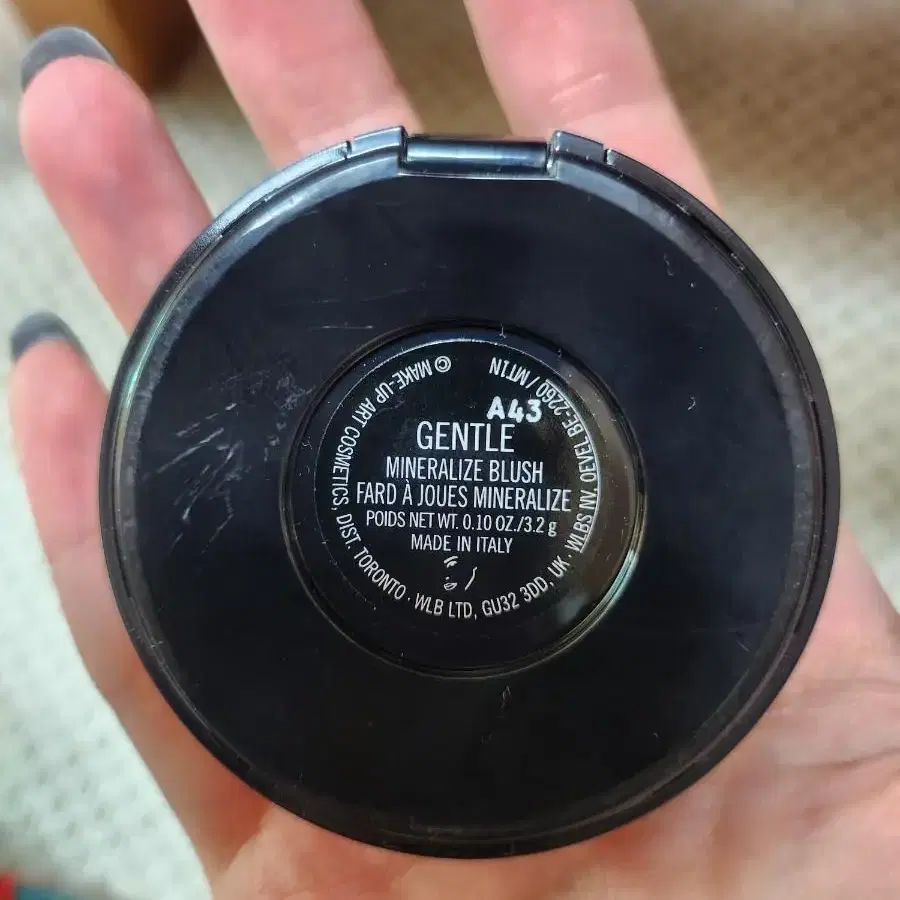 A43
GENTLE
MINERALIZE BLUSH
FARD À JOUES MINERALIZE
POIDS NET WT. 0.10 OZ./3.2 g
MADE IN ITALY
© MAKE-UP ART COSMETICS, DIST. TORONTO · WLB LTD, GU32 3DD, UK · WLBS NV, OEVEL BE-2260 / MTIN